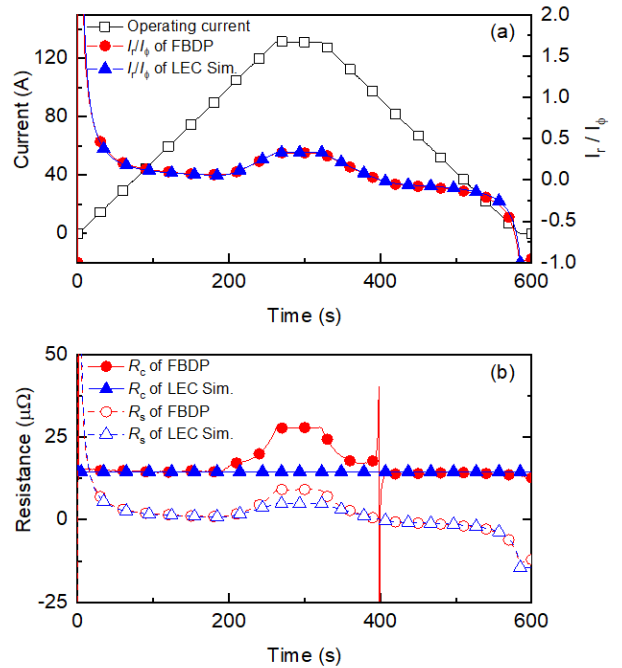 (a)
Operating current
Ir/Iϕ of FBDP
Ir/Iϕ of LEC Sim.
Current (A)
120
80
40
0
2.0
1.5
1.0
0.5
0.0
-0.5
-1.0
Ir / Iϕ
0 200 400 600
Time (s)
(b)
Rc of FBDP
Rc of LEC Sim.
Rs of FBDP
Rs of LEC Sim.
Resistance (μΩ)
50
25
0
-25
0 200 400 600
Time (s)